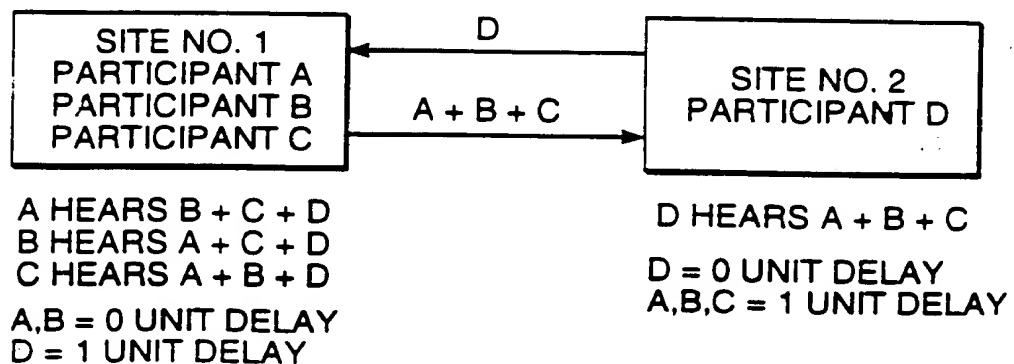 SITE NO. 1
PARTICIPANT A
PARTICIPANT B
PARTICIPANT C
D
A + B + C
SITE NO. 2
PARTICIPANT D
A HEARS B + C + D
B HEARS A + C + D
C HEARS A + B + D
A,B = 0 UNIT DELAY
D = 1 UNIT DELAY
D HEARS A + B + C
D = 0 UNIT DELAY
A,B,C = 1 UNIT DELAY